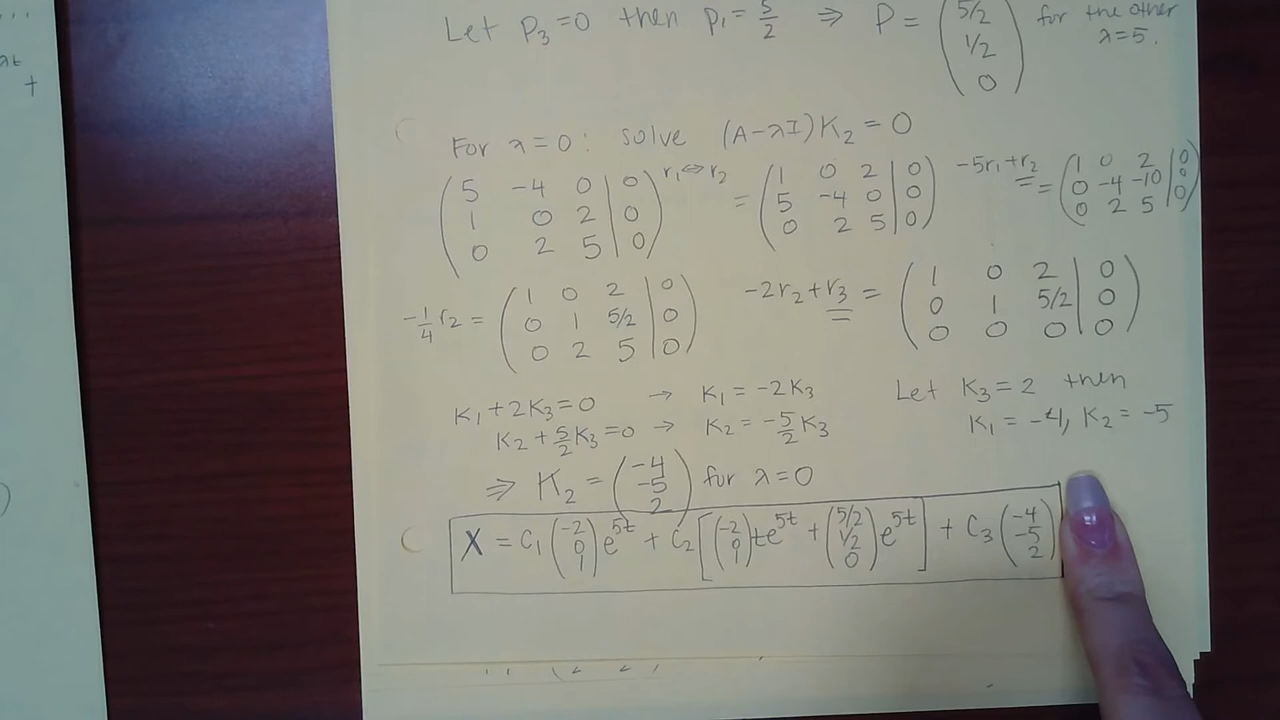 λt
+
Let P₃=0 then P₁= 5/2 ⇒ P = (5/2 1/2 0) for the other
λ=5.
For λ=0: solve (A-λI)K₂ = 0
(5 -4 0 | 0) r₁⇔r₂ = (1 0 2 | 0) -5r₁+r₂ = (1 0 2 | 0)
(1 0 2 | 0) (5 -4 0 | 0) (0 -4 -10 | 0)
(0 2 5 | 0) (0 2 5 | 0) (0 2 5 | 0)
-1/4 r₂ = (1 0 2 | 0) -2r₂+r₃ = (1 0 2 | 0)
(0 1 5/2 | 0) (0 1 5/2 | 0)
(0 2 5 | 0) (0 0 0 | 0)
K₁+2K₃=0 → K₁ = -2K₃ Let K₃=2 then
K₂+5/2K₃=0 → K₂ = -5/2K₃ K₁ = -4, K₂ = -5
⇒ K₂ = (-4 -5 2) for λ=0
X = C₁(-2 0 1)e^5t + C₂[(-2 0 1)te^5t + (5/2 1/2 0)e^5t] + C₃(-4 -5 2)